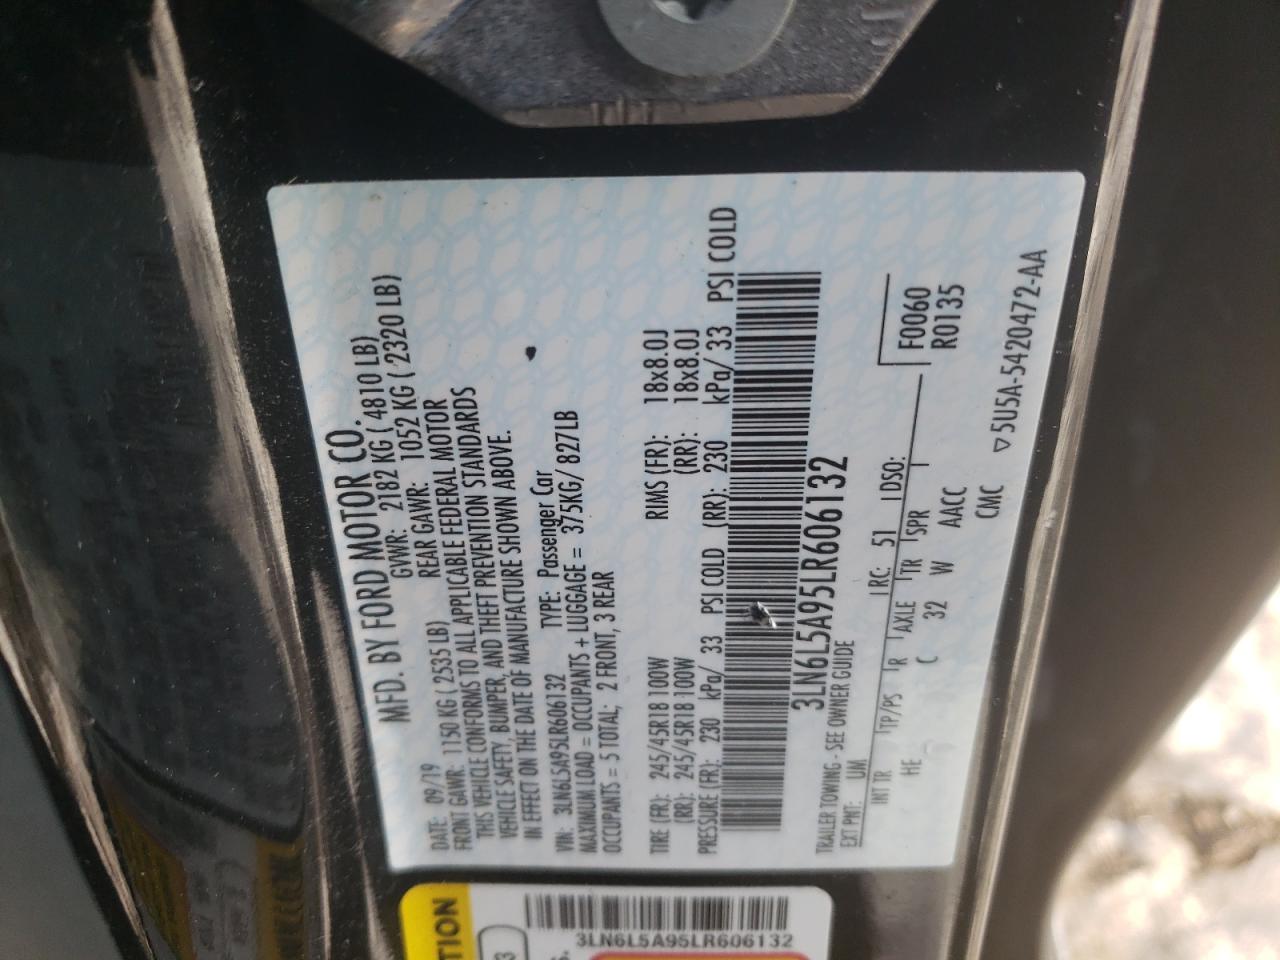 MFD. BY FORD MOTOR CO.
DATE: 09/19 GVWR: 2182 KG ( 4810 LB)
FRONT GAWR: 1150 KG ( 2535 LB) REAR GAWR: 1052 KG ( 2320 LB)
THIS VEHICLE CONFORMS TO ALL APPLICABLE FEDERAL MOTOR
VEHICLE SAFETY, BUMPER, AND THEFT PREVENTION STANDARDS
IN EFFECT ON THE DATE OF MANUFACTURE SHOWN ABOVE.
VIN: 3LN6L5A95LR606132 TYPE: Passenger Car
MAXIMUM LOAD = OCCUPANTS + LUGGAGE = 375KG/ 827LB
OCCUPANTS = 5 TOTAL; 2 FRONT, 3 REAR
TIRE (FR): 245/45R18 100W RIMS (FR): 18x8.0J
(RR): 245/45R18 100W (RR): 18x8.0J
PRESSURE (FR): 230 kPa/ 33 PSI COLD (RR): 230 kPa/ 33 PSI COLD
3LN6L5A95LR606132
TRAILER TOWING - SEE OWNER GUIDE
EXT PNT: UM RC: 51 DSO: F0060
INT TR TP/PS R AXLE TR SPR R0135
HE C 32 W AACC
CMC
5U5A-5420472-AA
TION
3LN6L5A95LR606132